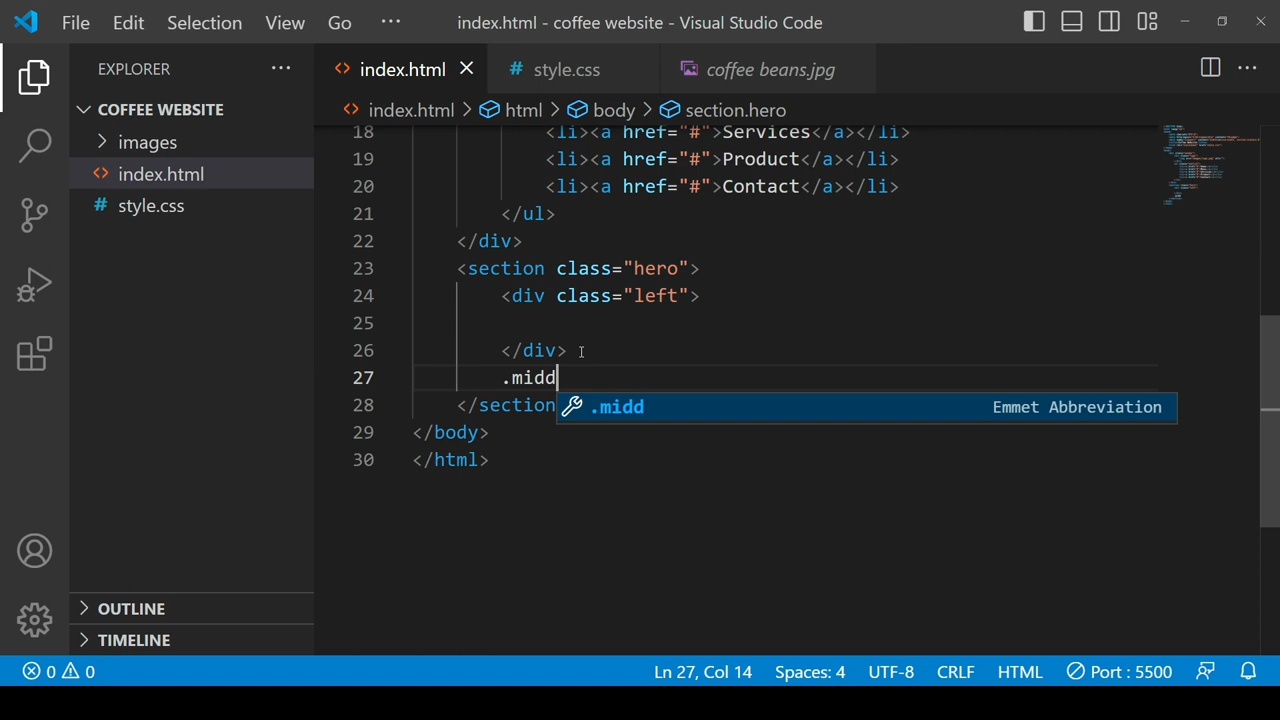 File Edit Selection View Go ··· index.html - coffee website - Visual Studio Code
EXPLORER ···
COFFEE WEBSITE
images
<> index.html
# style.css
OUTLINE
TIMELINE
<> index.html × # style.css coffee beans.jpg ···
<> index.html > html > body > section.hero
18 <li><a href="#">Services</a></li>
19 <li><a href="#">Product</a></li>
20 <li><a href="#">Contact</a></li>
21 </ul>
22 </div>
23 <section class="hero">
24 <div class="left">
25
26 </div>
27 .midd
.midd Emmet Abbreviation
28 </section
29 </body>
30 </html>
0 0 Ln 27, Col 14 Spaces: 4 UTF-8 CRLF HTML Port : 5500